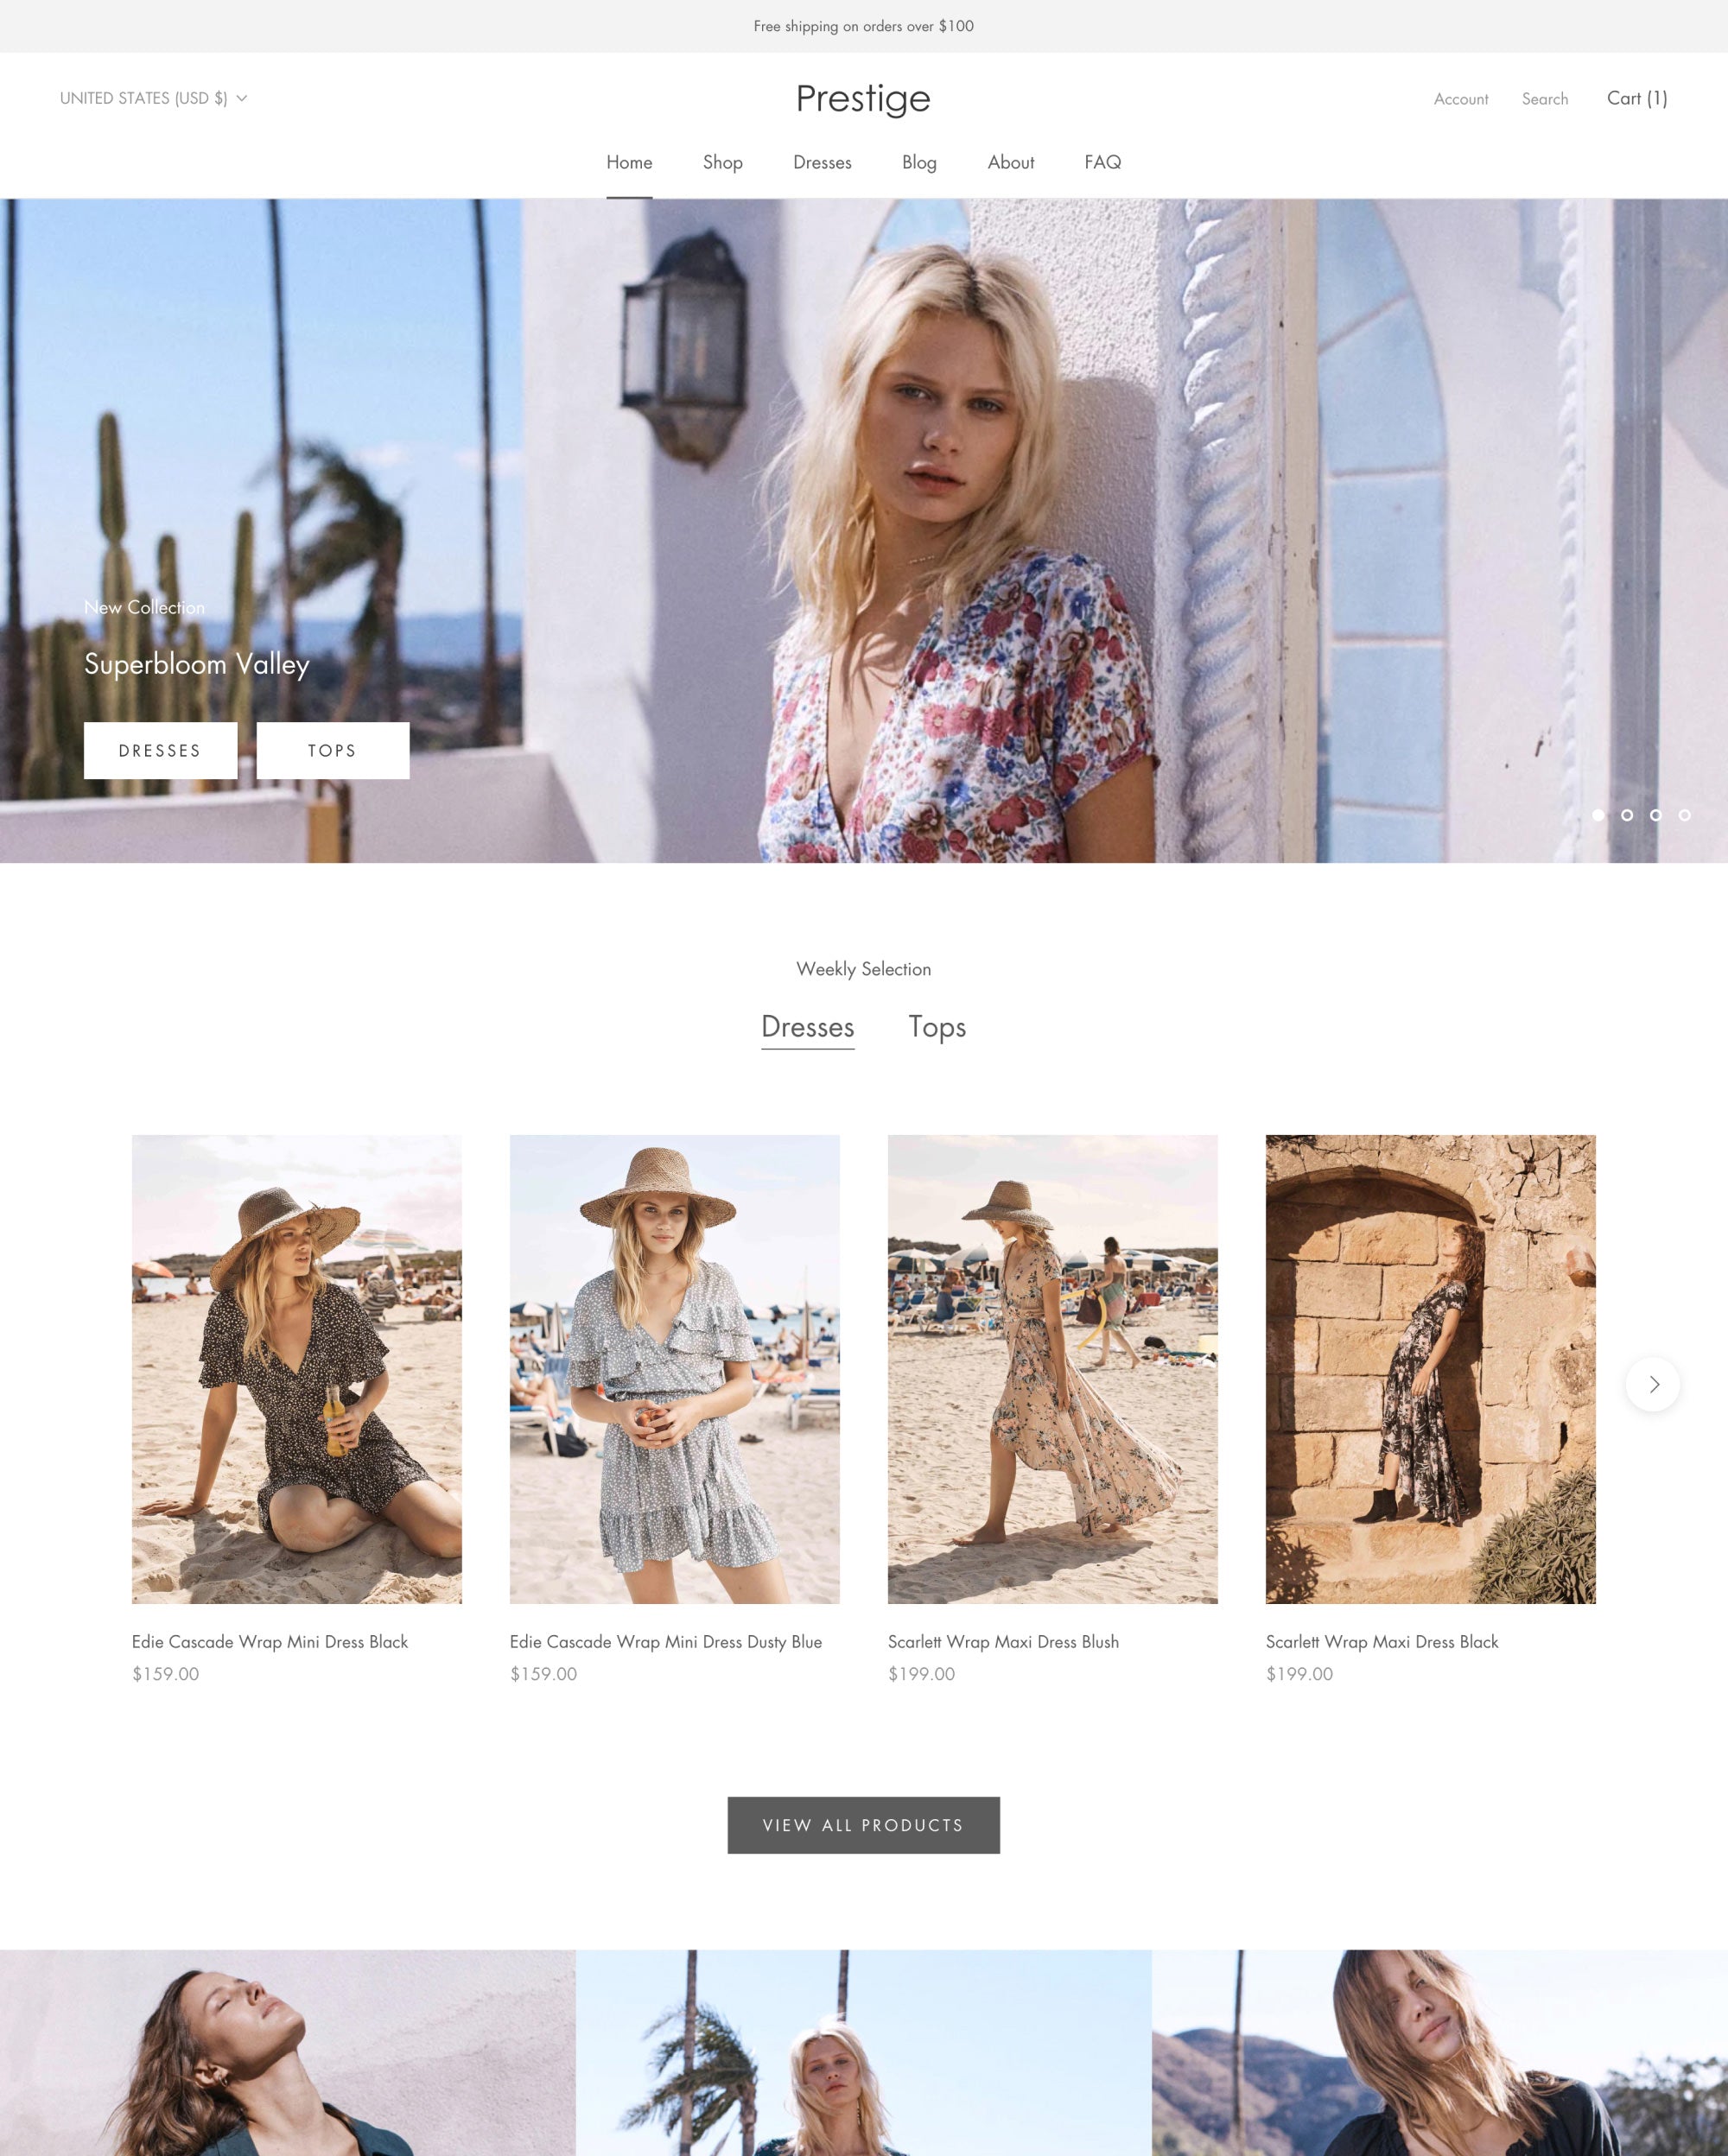 Free shipping on orders over $100
UNITED STATES (USD $)
Prestige
Account Search Cart (1)
Home Shop Dresses Blog About FAQ
New Collection
Superbloom Valley
DRESSES TOPS
Weekly Selection
Dresses Tops
Edie Cascade Wrap Mini Dress Black
$159.00
Edie Cascade Wrap Mini Dress Dusty Blue
$159.00
Scarlett Wrap Maxi Dress Blush
$199.00
Scarlett Wrap Maxi Dress Black
$199.00
VIEW ALL PRODUCTS